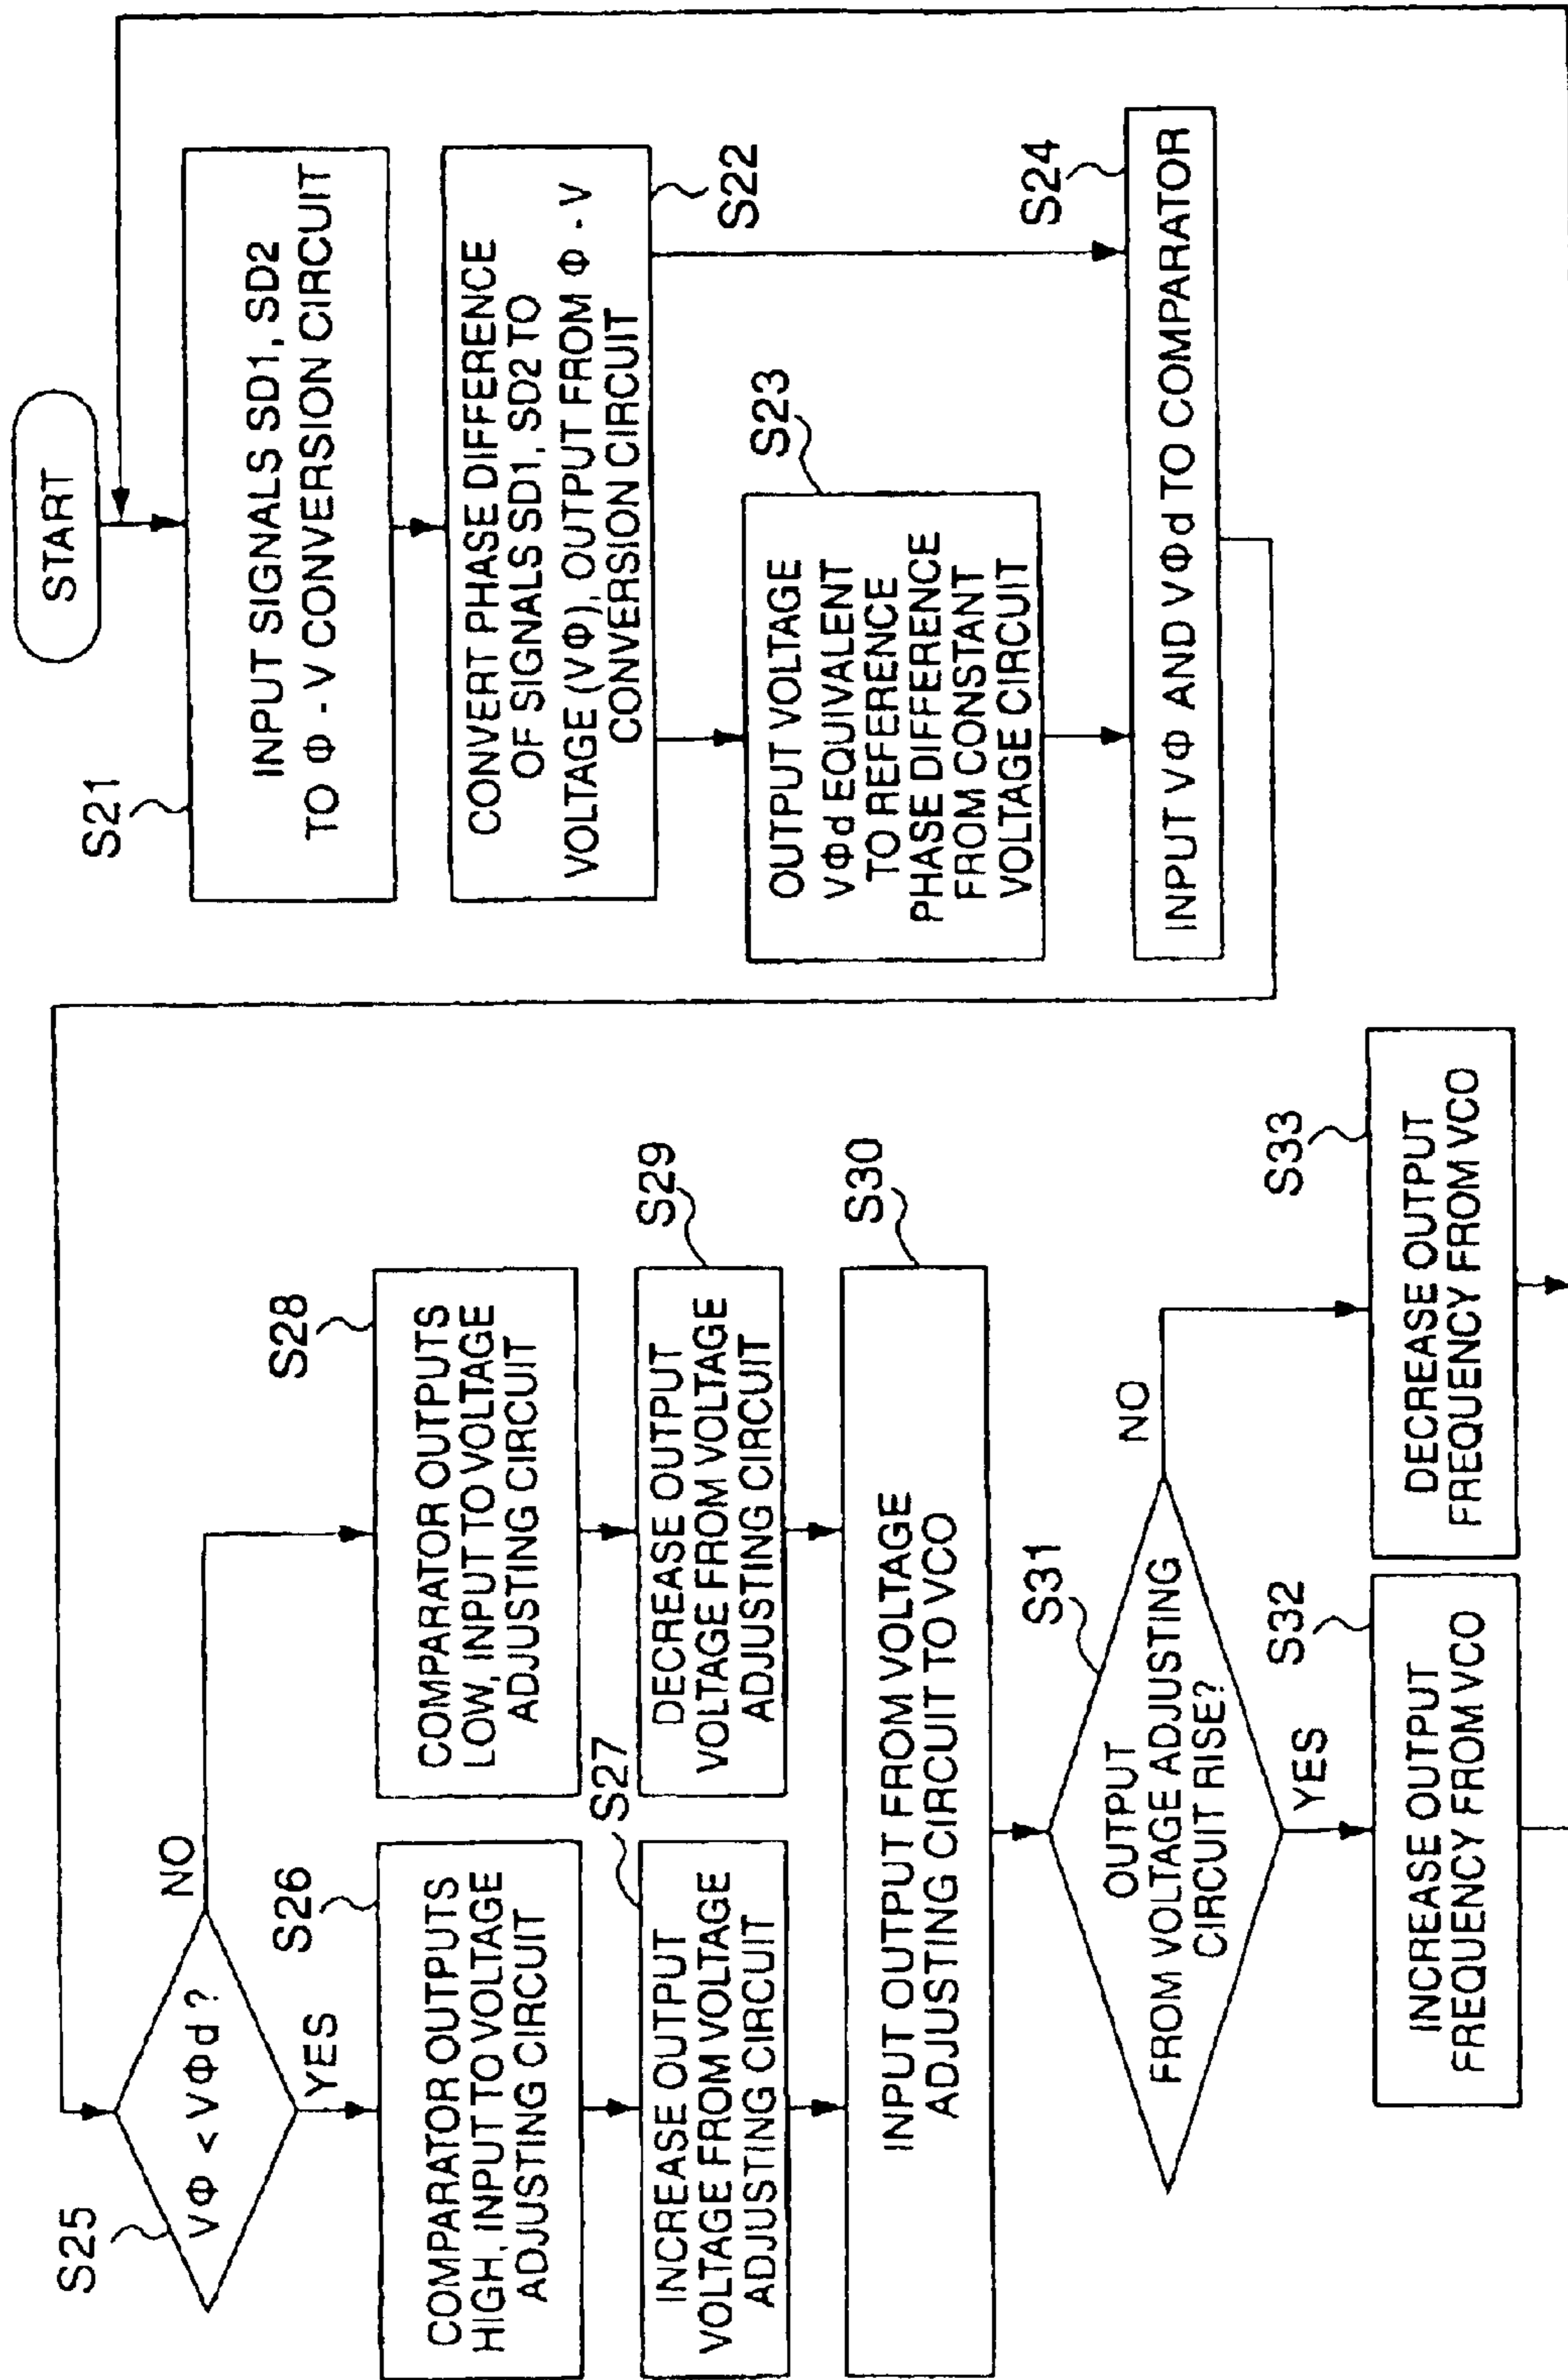 START
S21
INPUT SIGNALS SD1, SD2
TO Φ - V CONVERSION CIRCUIT
CONVERT PHASE DIFFERENCE
OF SIGNALS SD1, SD2 TO
VOLTAGE (VΦ), OUTPUT FROM Φ - V
CONVERSION CIRCUIT
S22
S23
OUTPUT VOLTAGE
VΦd EQUIVALENT
TO REFERENCE
PHASE DIFFERENCE
FROM CONSTANT
VOLTAGE CIRCUIT
S24
INPUT VΦ AND VΦd TO COMPARATOR
S25
VΦ < VΦd ?
NO
YES
S26
COMPARATOR OUTPUTS
HIGH, INPUT TO VOLTAGE
ADJUSTING CIRCUIT
S27
INCREASE OUTPUT
VOLTAGE FROM VOLTAGE
ADJUSTING CIRCUIT
S28
COMPARATOR OUTPUTS
LOW, INPUT TO VOLTAGE
ADJUSTING CIRCUIT
S29
DECREASE OUTPUT
VOLTAGE FROM VOLTAGE
ADJUSTING CIRCUIT
S30
INPUT OUTPUT FROM VOLTAGE
ADJUSTING CIRCUIT TO VCO
S31
OUTPUT
FROM VOLTAGE ADJUSTING
CIRCUIT RISE?
NO
YES
S32
INCREASE OUTPUT
FREQUENCY FROM VCO
S33
DECREASE OUTPUT
FREQUENCY FROM VCO